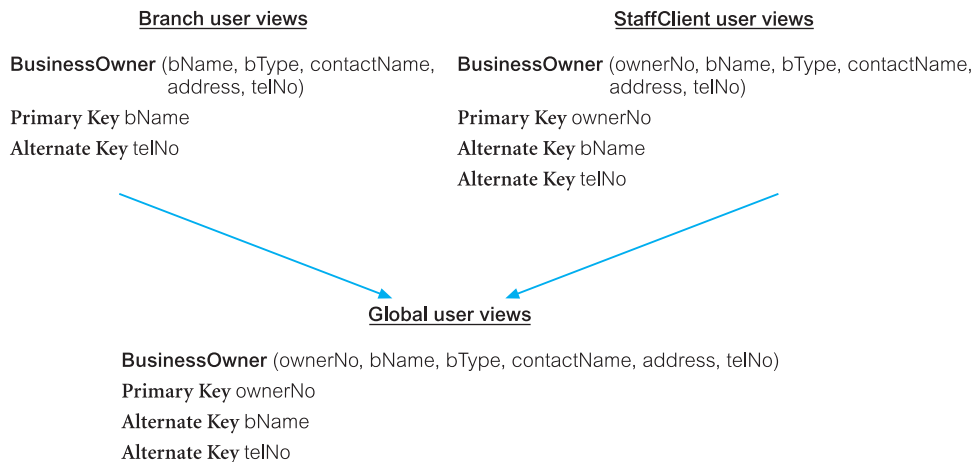 Branch user views
BusinessOwner (bName, bType, contactName,
address, telNo)
Primary Key bName
Alternate Key telNo
StaffClient user views
BusinessOwner (ownerNo, bName, bType, contactName,
address, telNo)
Primary Key ownerNo
Alternate Key bName
Alternate Key telNo
Global user views
BusinessOwner (ownerNo, bName, bType, contactName, address, telNo)
Primary Key ownerNo
Alternate Key bName
Alternate Key telNo